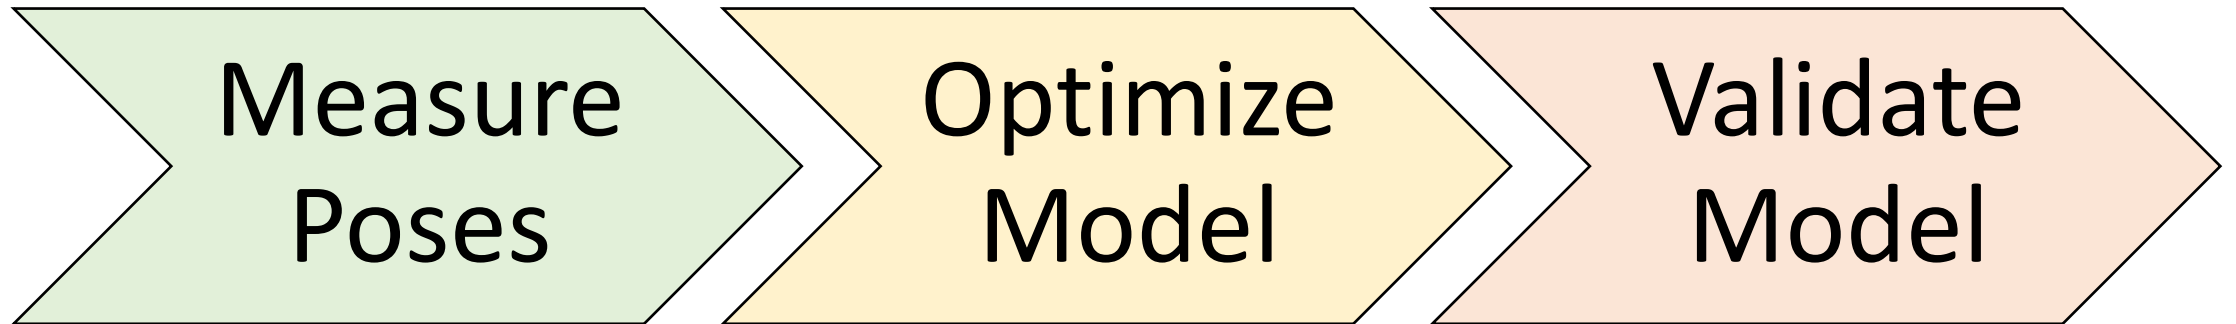 Measure
Poses
Optimize
Model
Validate
Model